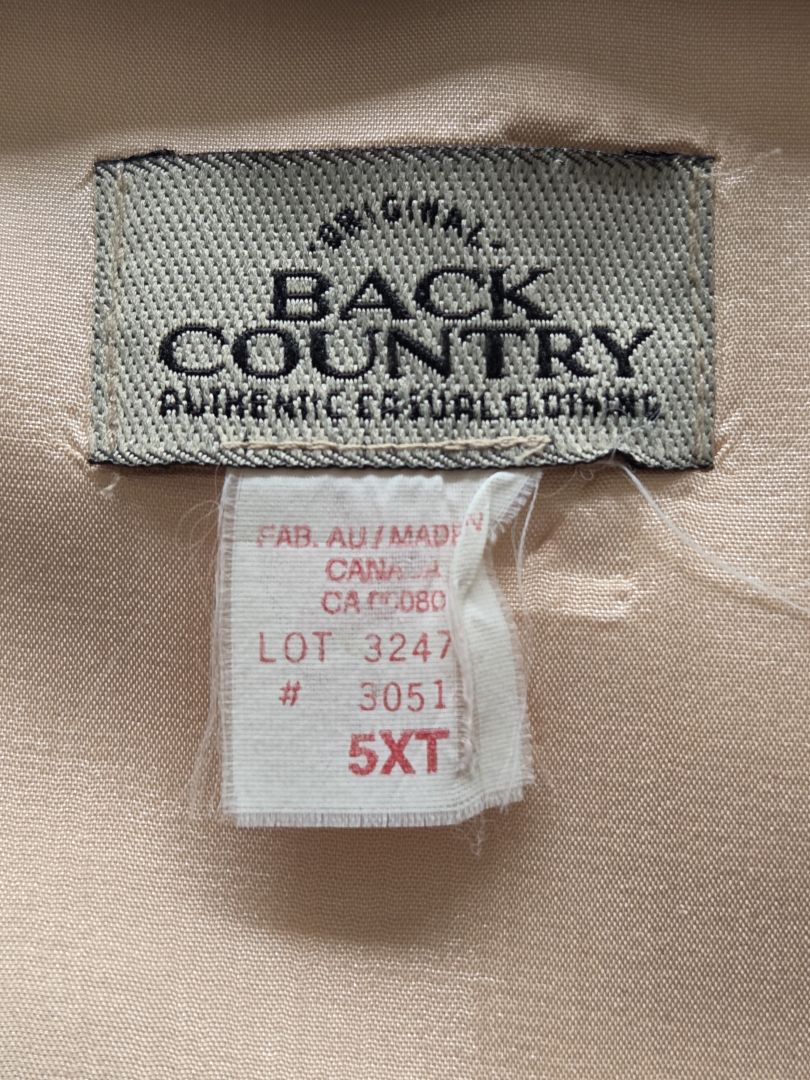 ·ORIGINAL·
BACK
COUNTRY
AUTHENTIC CASUAL CLOTHING
FAB. AU / MADE IN
CANADA
LOT 3247
# 3051
5XT